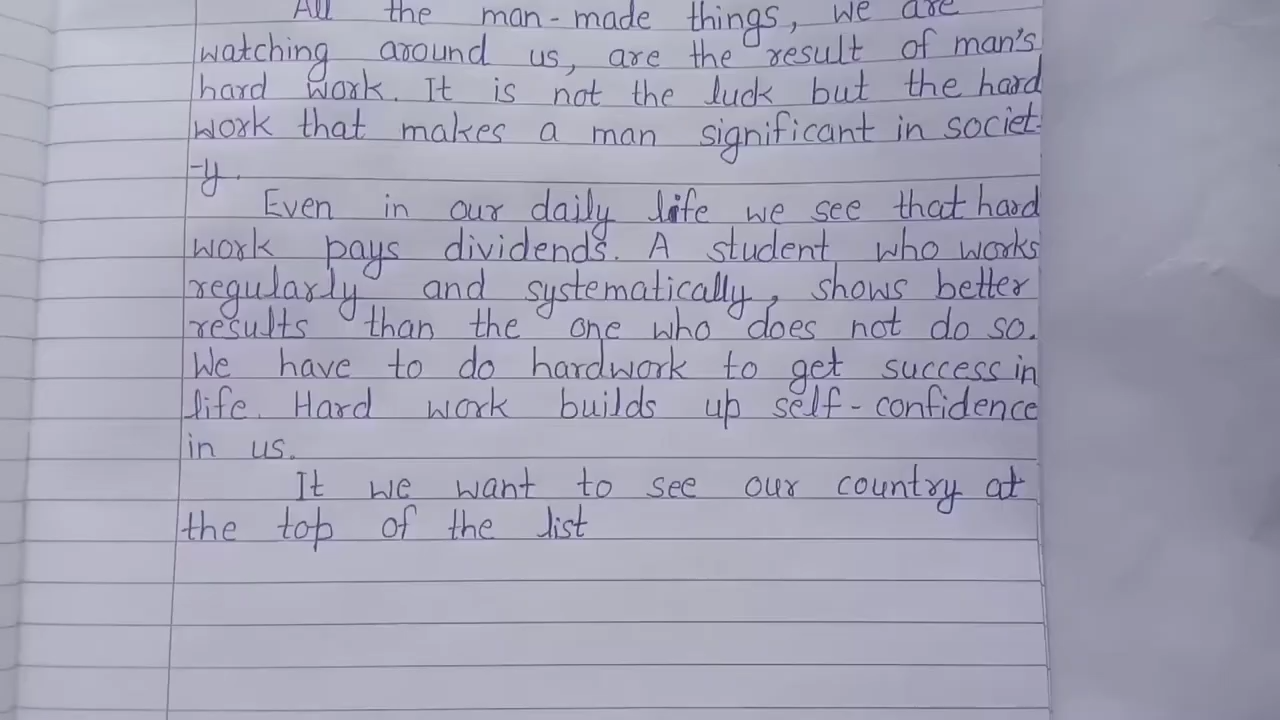 All the man-made things, we are
watching around us, are the result of man's
hard work. It is not the luck but the hard
work that makes a man significant in societ-
-y.
Even in our daily life we see that hard
work pays dividends. A student who works
regularly and systematically, shows better
results than the one who does not do so.
We have to do hardwork to get success in
life. Hard work builds up self-confidence
in us.
It we want to see our country at
the top of the list